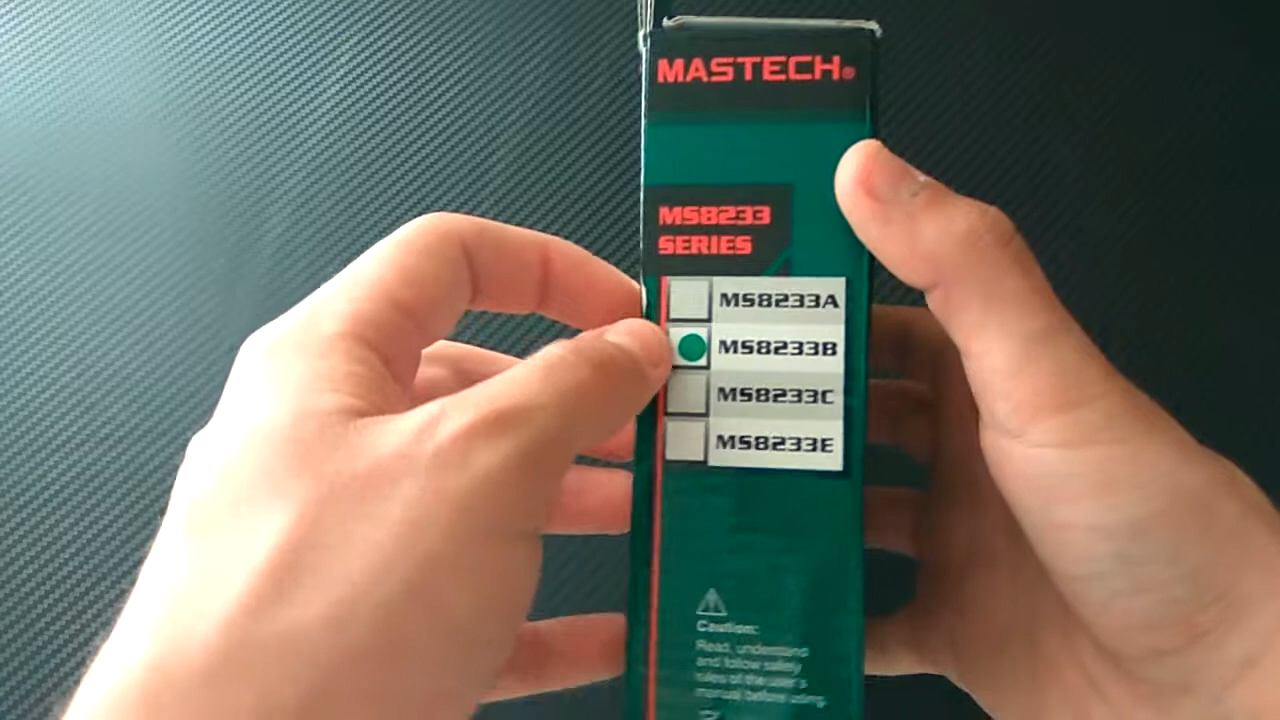 MASTECH®
MS8233
SERIES
MS8233A
MS8233B
MS8233C
MS8233E
Caution:
Read, understand
and follow safety
rules of the user's
manual before using.